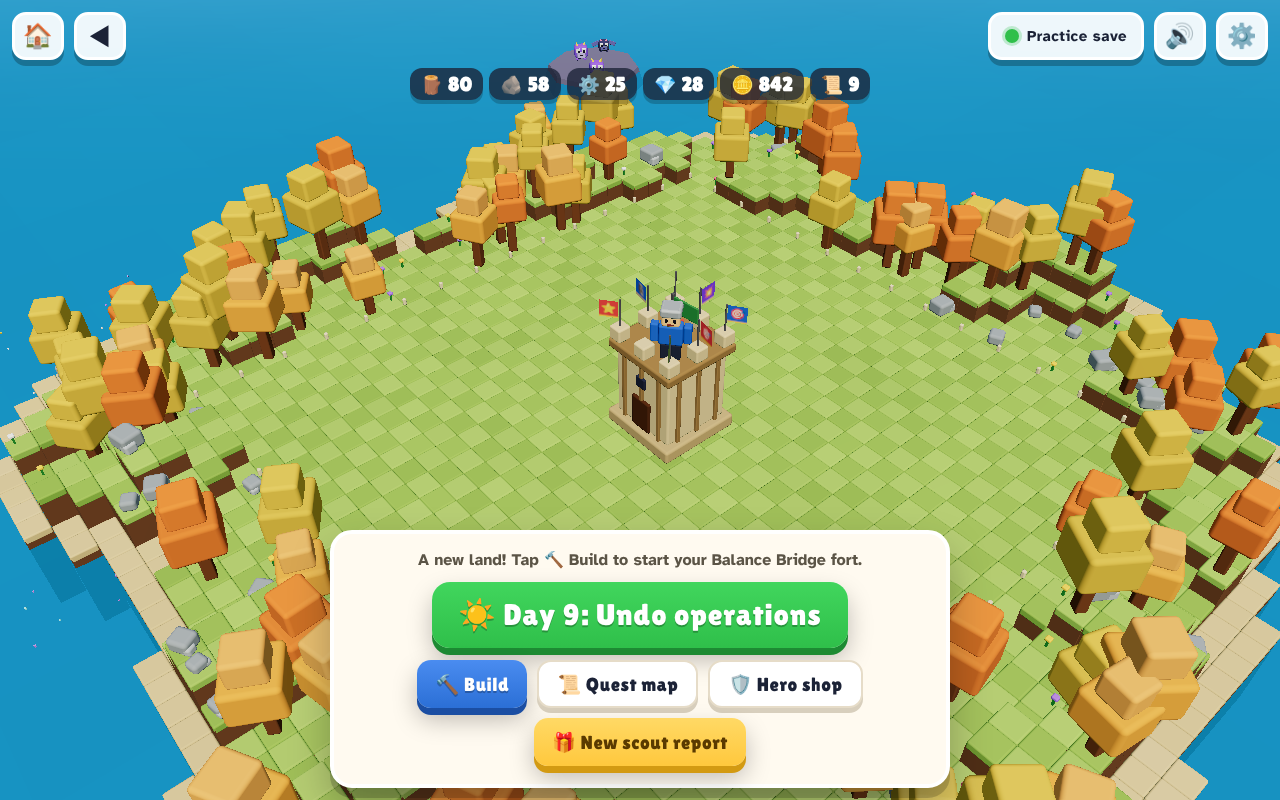 Practice save
80
58
25
28
842
9
A new land! Tap 🔨 Build to start your Balance Bridge fort.
Day 9: Undo operations
Build
Quest map
Hero shop
New scout report